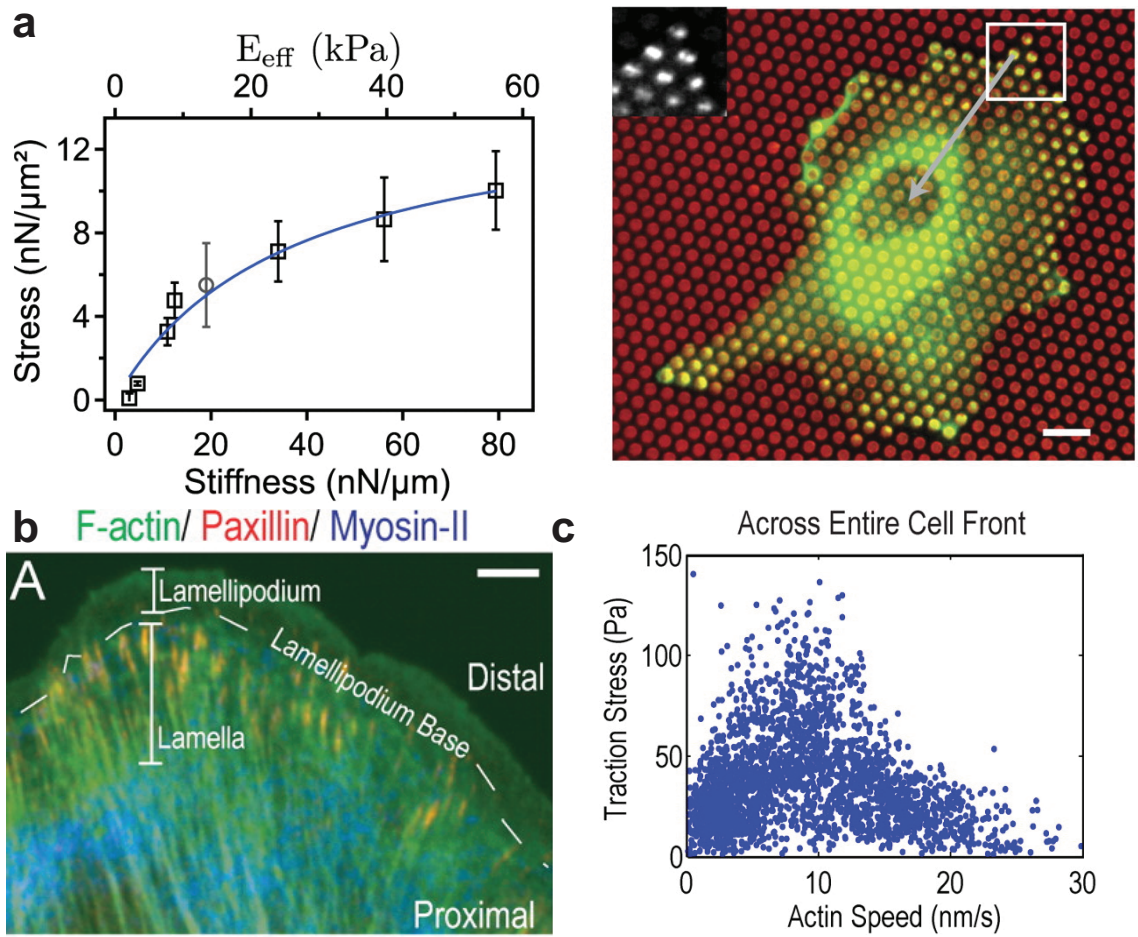 a
E_eff (kPa)
0 20 40 60
12
8
4
0
Stress (nN/μm²)
0 20 40 60 80
Stiffness (nN/μm)
b F-actin/ Paxillin/ Myosin-II
A
Lamellipodium
Lamellipodium Base
Distal
Lamella
Proximal
c Across Entire Cell Front
150
100
50
0
Traction Stress (Pa)
0 10 20 30
Actin Speed (nm/s)